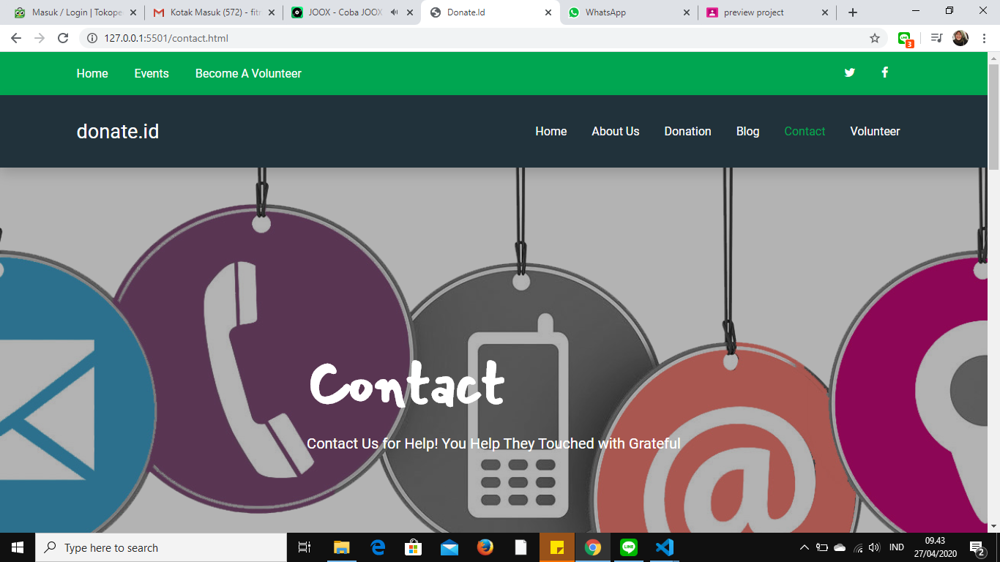 Masuk / Login | Tokope
Kotak Masuk (572) - fitr
JOOX - Coba JOOX
Donate.Id
WhatsApp
preview project
127.0.0.1:5501/contact.html
3
Home Events Become A Volunteer
donate.id
Home About Us Donation Blog Contact Volunteer
Contact
Contact Us for Help! You Help They Touched with Grateful
Type here to search
IND
09.43
27/04/2020
2